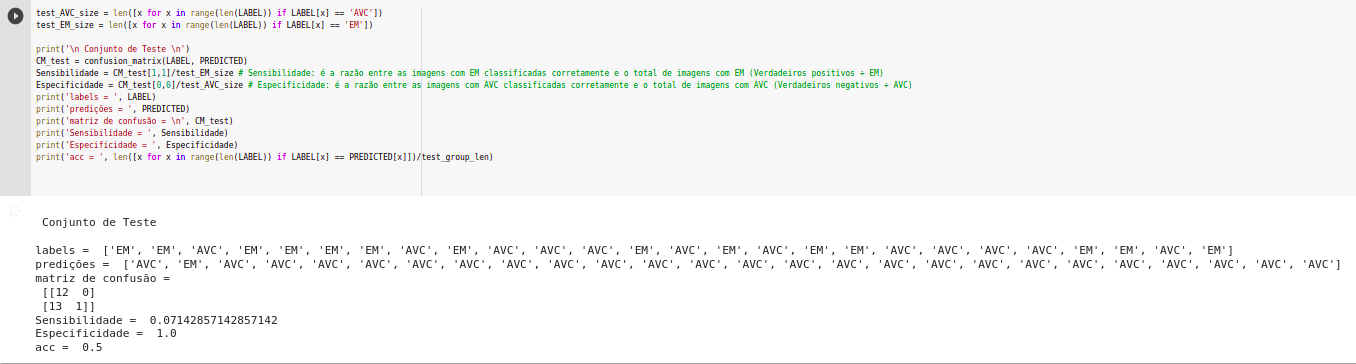 test_AVC_size = len([x for x in range(len(LABEL)) if LABEL[x] == 'AVC'])
test_EM_size = len([x for x in range(len(LABEL)) if LABEL[x] == 'EM'])
print('\n Conjunto de Teste \n')
CM_test = confusion_matrix(LABEL, PREDICTED)
Sensibilidade = CM_test[1,1]/test_EM_size # Sensibilidade: é a razão entre as imagens com EM classificadas corretamente e o total de imagens com EM (Verdadeiros positivos ÷ EM)
Especificidade = CM_test[0,0]/test_AVC_size # Especificidade: é a razão entre as imagens com AVC classificadas corretamente e o total de imagens com AVC (Verdadeiros negativos ÷ AVC)
print('labels = ', LABEL)
print('predições = ', PREDICTED)
print('matriz de confusão = \n', CM_test)
print('Sensibilidade = ', Sensibilidade)
print('Especificidade = ', Especificidade)
print('acc = ', len([x for x in range(len(LABEL)) if LABEL[x] == PREDICTED[x]])/test_group_len)
Conjunto de Teste
labels =  ['EM', 'EM', 'AVC', 'EM', 'EM', 'EM', 'EM', 'AVC', 'EM', 'AVC', 'AVC', 'AVC', 'EM', 'AVC', 'EM', 'AVC', 'EM', 'EM', 'AVC', 'AVC', 'AVC', 'AVC', 'EM', 'EM', 'AVC', 'EM']
predições =  ['AVC', 'EM', 'AVC', 'AVC', 'AVC', 'AVC', 'AVC', 'AVC', 'AVC', 'AVC', 'AVC', 'AVC', 'AVC', 'AVC', 'AVC', 'AVC', 'AVC', 'AVC', 'AVC', 'AVC', 'AVC', 'AVC', 'AVC', 'AVC', 'AVC', 'AVC']
matriz de confusão =
[[12  0]
[13  1]]
Sensibilidade =  0.07142857142857142
Especificidade =  1.0
acc =  0.5